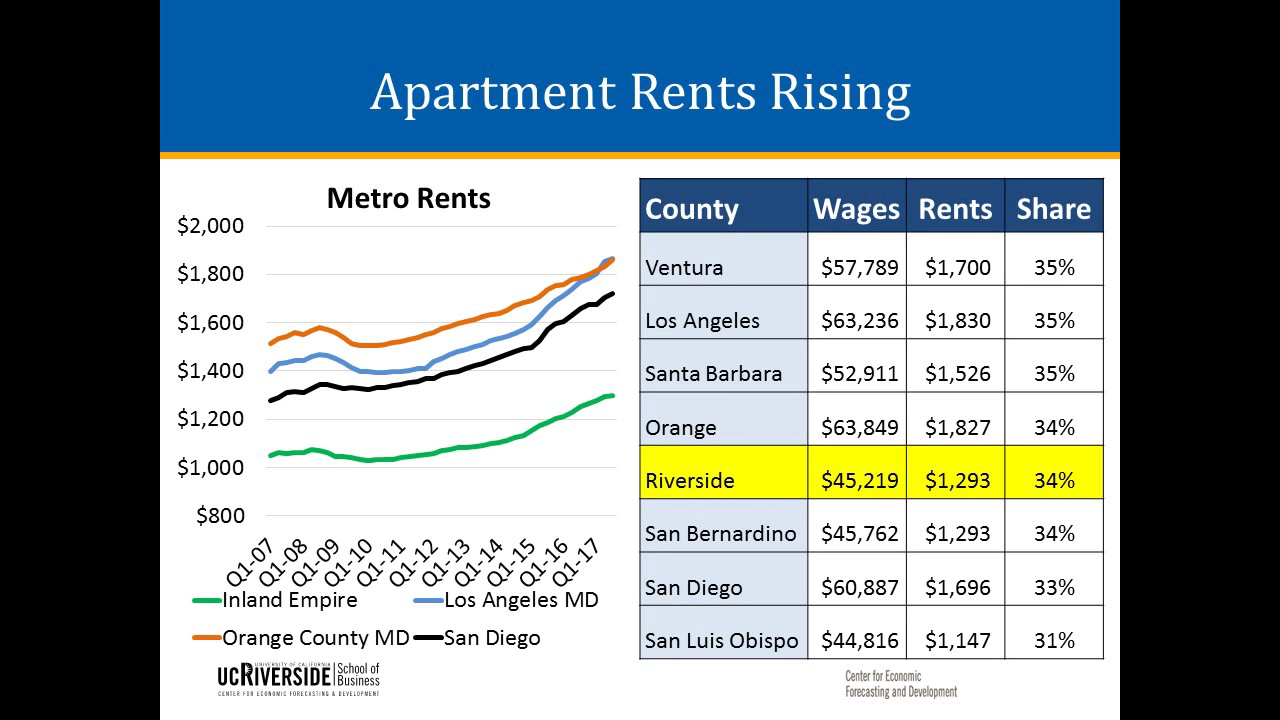 Apartment Rents Rising
Metro Rents
$2,000
$1,800
$1,600
$1,400
$1,200
$1,000
$800
Q1-07
Q1-08
Q1-09
Q1-10
Q1-11
Q1-12
Q1-13
Q1-14
Q1-15
Q1-16
Q1-17
Inland Empire
Los Angeles MD
Orange County MD
San Diego
County Wages Rents Share
Ventura $57,789 $1,700 35%
Los Angeles $63,236 $1,830 35%
Santa Barbara $52,911 $1,526 35%
Orange $63,849 $1,827 34%
Riverside $45,219 $1,293 34%
San Bernardino $45,762 $1,293 34%
San Diego $60,887 $1,696 33%
San Luis Obispo $44,816 $1,147 31%
UNIVERSITY OF CALIFORNIA
UCRIVERSIDE
School of
Business
CENTER FOR ECONOMIC FORECASTING & DEVELOPMENT
Center for Economic
Forecasting and Development